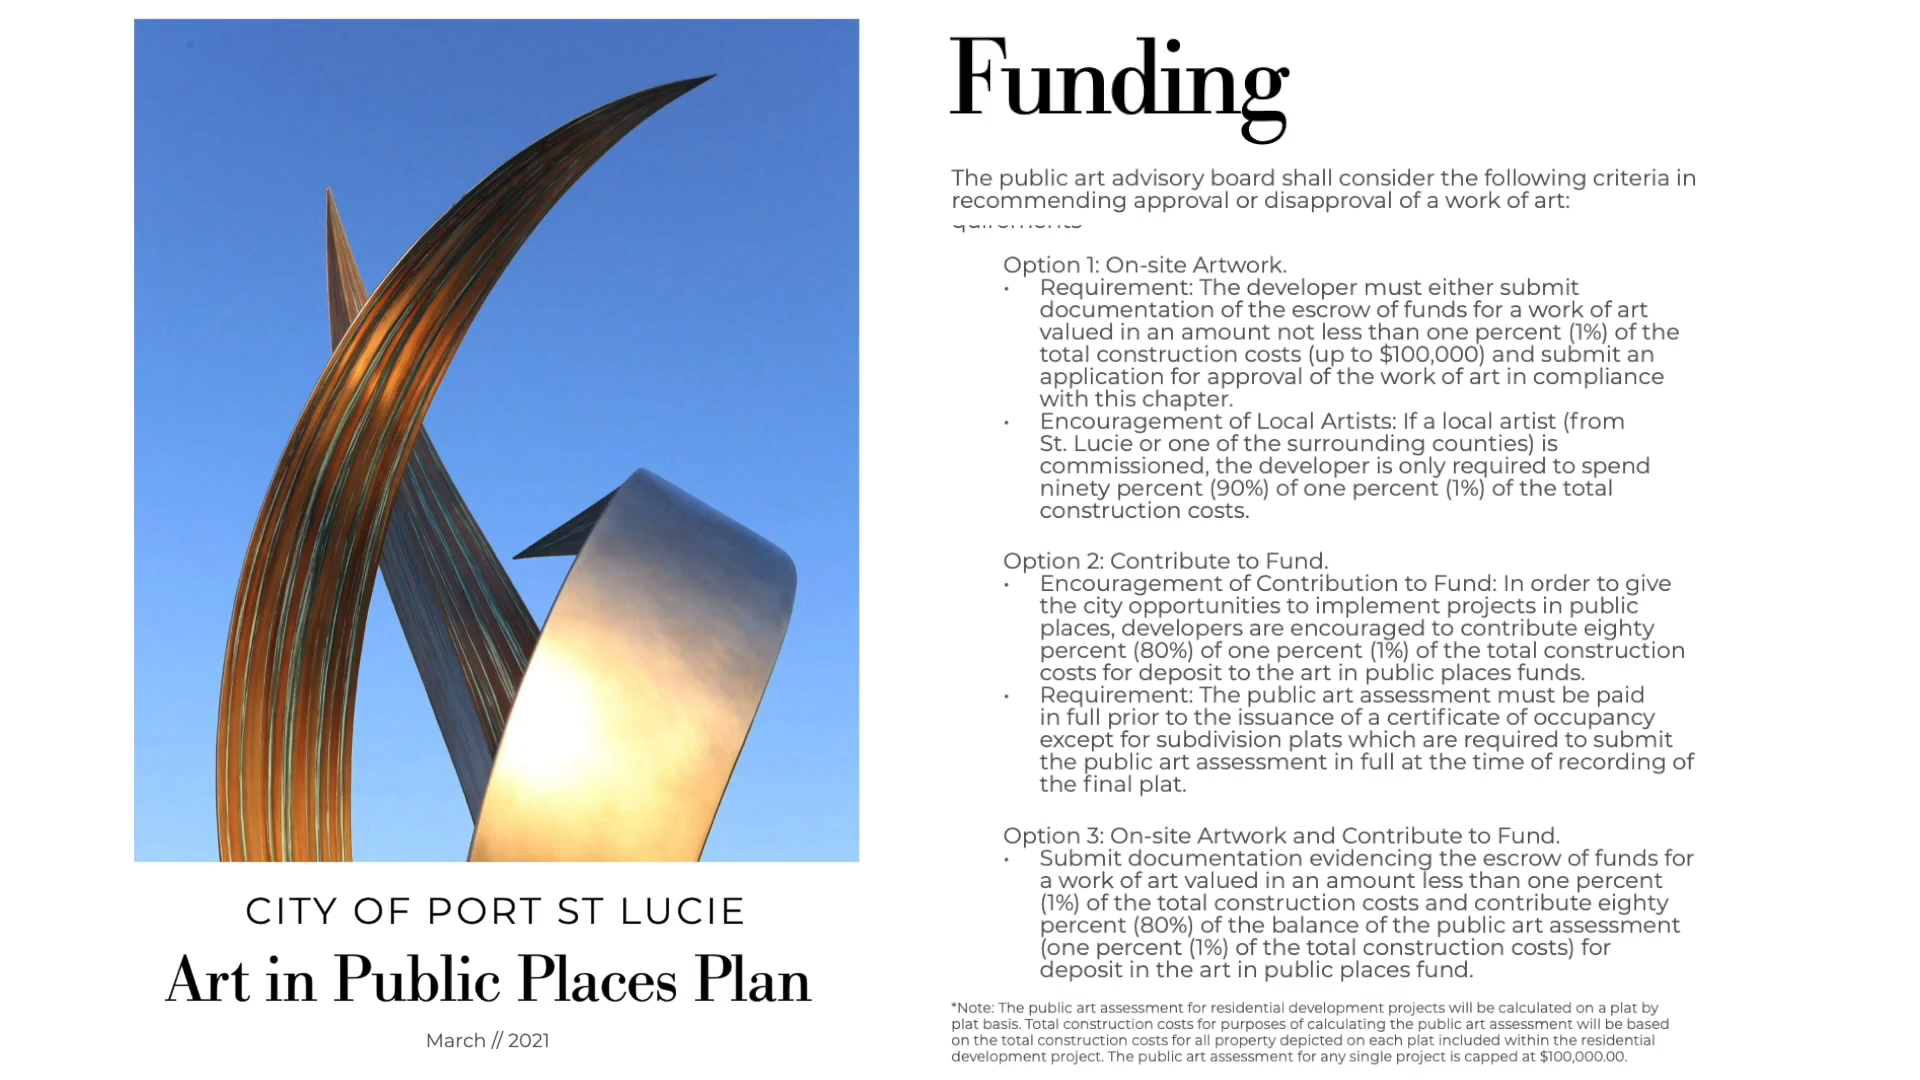 CITY OF PORT ST LUCIE
Art in Public Places Plan
March // 2021
Funding
The public art advisory board shall consider the following criteria in
recommending approval or disapproval of a work of art:
quirements
Option 1: On-site Artwork.
• Requirement: The developer must either submit
documentation of the escrow of funds for a work of art
valued in an amount not less than one percent (1%) of the
total construction costs (up to $100,000) and submit an
application for approval of the work of art in compliance
with this chapter.
• Encouragement of Local Artists: If a local artist (from
St. Lucie or one of the surrounding counties) is
commissioned, the developer is only required to spend
ninety percent (90%) of one percent (1%) of the total
construction costs.
Option 2: Contribute to Fund.
• Encouragement of Contribution to Fund: In order to give
the city opportunities to implement projects in public
places, developers are encouraged to contribute eighty
percent (80%) of one percent (1%) of the total construction
costs for deposit to the art in public places funds.
• Requirement: The public art assessment must be paid
in full prior to the issuance of a certificate of occupancy
except for subdivision plats which are required to submit
the public art assessment in full at the time of recording of
the final plat.
Option 3: On-site Artwork and Contribute to Fund.
• Submit documentation evidencing the escrow of funds for
a work of art valued in an amount less than one percent
(1%) of the total construction costs and contribute eighty
percent (80%) of the balance of the public art assessment
(one percent (1%) of the total construction costs) for
deposit in the art in public places fund.
*Note: The public art assessment for residential development projects will be calculated on a plat by
plat basis. Total construction costs for purposes of calculating the public art assessment will be based
on the total construction costs for all property depicted on each plat included within the residential
development project. The public art assessment for any single project is capped at $100,000.00.